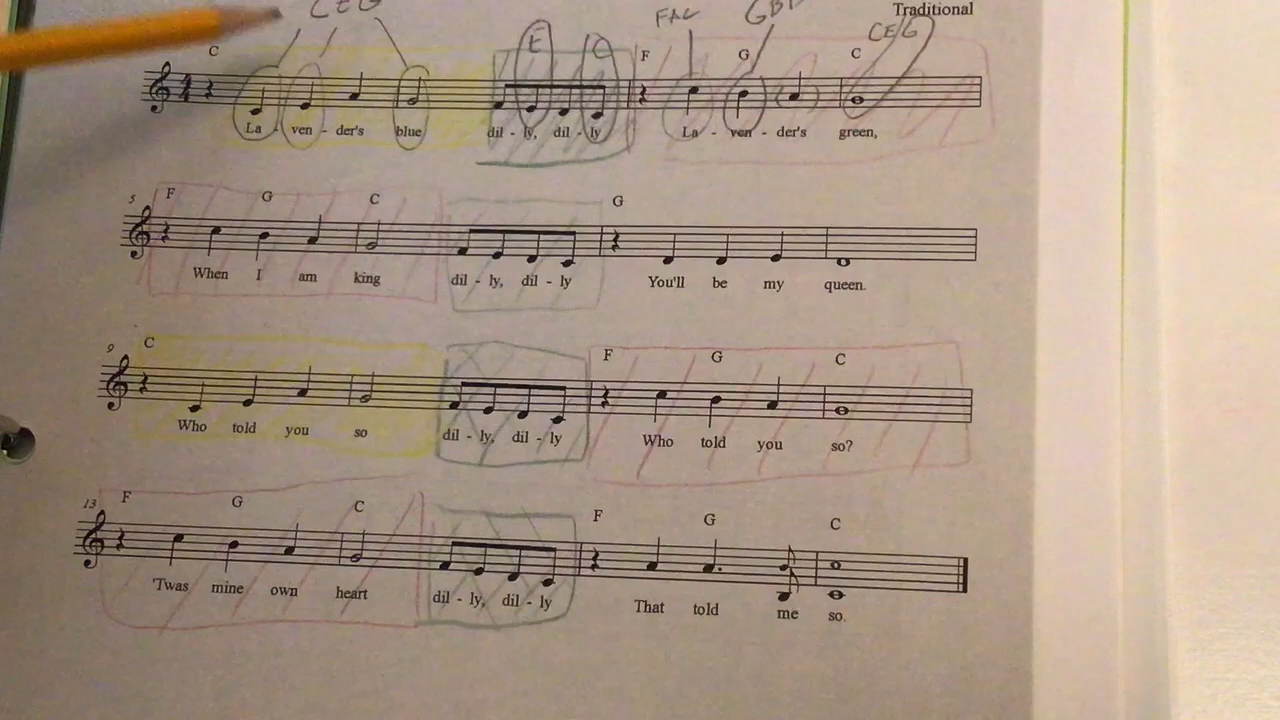 CEG
Traditional
FAC GBD CEG
E C
C F G C
La - ven - der's blue dil - ly, dil - ly La - ven - der's green,
5 F G C G
When I am king dil - ly, dil - ly You'll be my queen.
9 C F G C
Who told you so dil - ly, dil - ly Who told you so?
13 F G C F G C
'Twas mine own heart dil - ly, dil - ly That told me so.